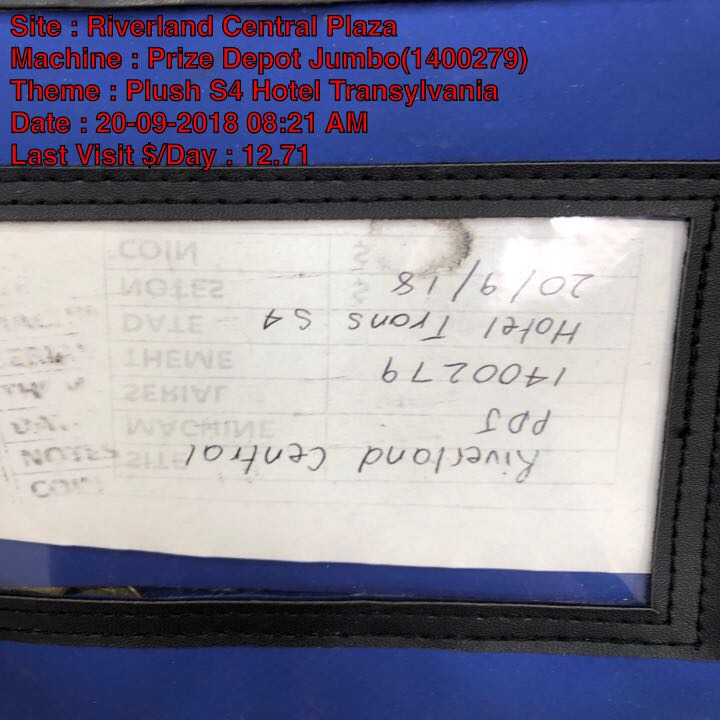 Site : Riverland Central Plaza
Machine : Prize Depot Jumbo(1400279)
Theme : Plush S4 Hotel Transylvania
Date : 20-09-2018 08:21 AM
Last Visit $/Day : 12.71
Riverland Central
PDJ
1400279
Hotel Trans S4
20/9/18
SITE
MACHINE
SERIAL
THEME
DATE
NOTES $
COIN $
COIN
NOTES